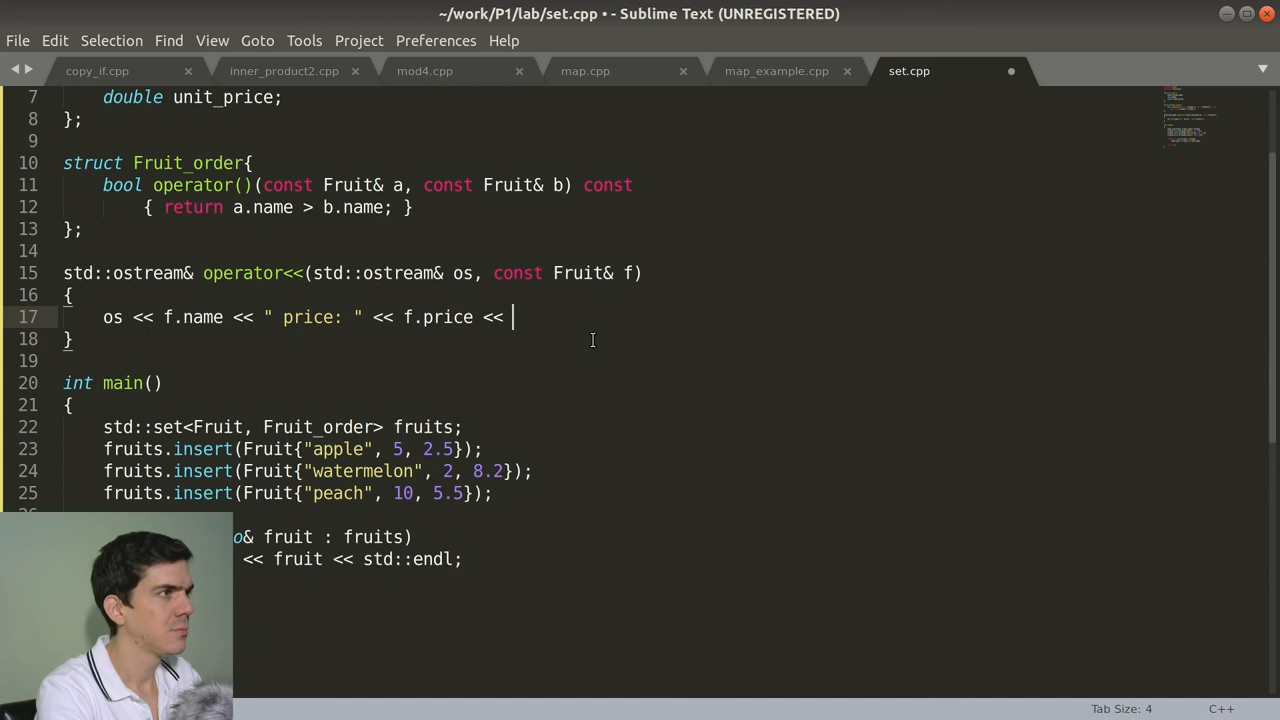 ~/work/P1/lab/set.cpp • - Sublime Text (UNREGISTERED)
File Edit Selection Find View Goto Tools Project Preferences Help
copy_if.cpp inner_product2.cpp mod4.cpp map.cpp map_example.cpp set.cpp
7 double unit_price;
8 };
9
10 struct Fruit_order{
11 bool operator()(const Fruit& a, const Fruit& b) const
12 { return a.name > b.name; }
13 };
14
15 std::ostream& operator<<(std::ostream& os, const Fruit& f)
16 {
17 os << f.name << " price: " << f.price <<
18 }
19
20 int main()
21 {
22 std::set<Fruit, Fruit_order> fruits;
23 fruits.insert(Fruit{"apple", 5, 2.5});
24 fruits.insert(Fruit{"watermelon", 2, 8.2});
25 fruits.insert(Fruit{"peach", 10, 5.5});
& fruit : fruits)
<< fruit << std::endl;
Tab Size: 4 C++